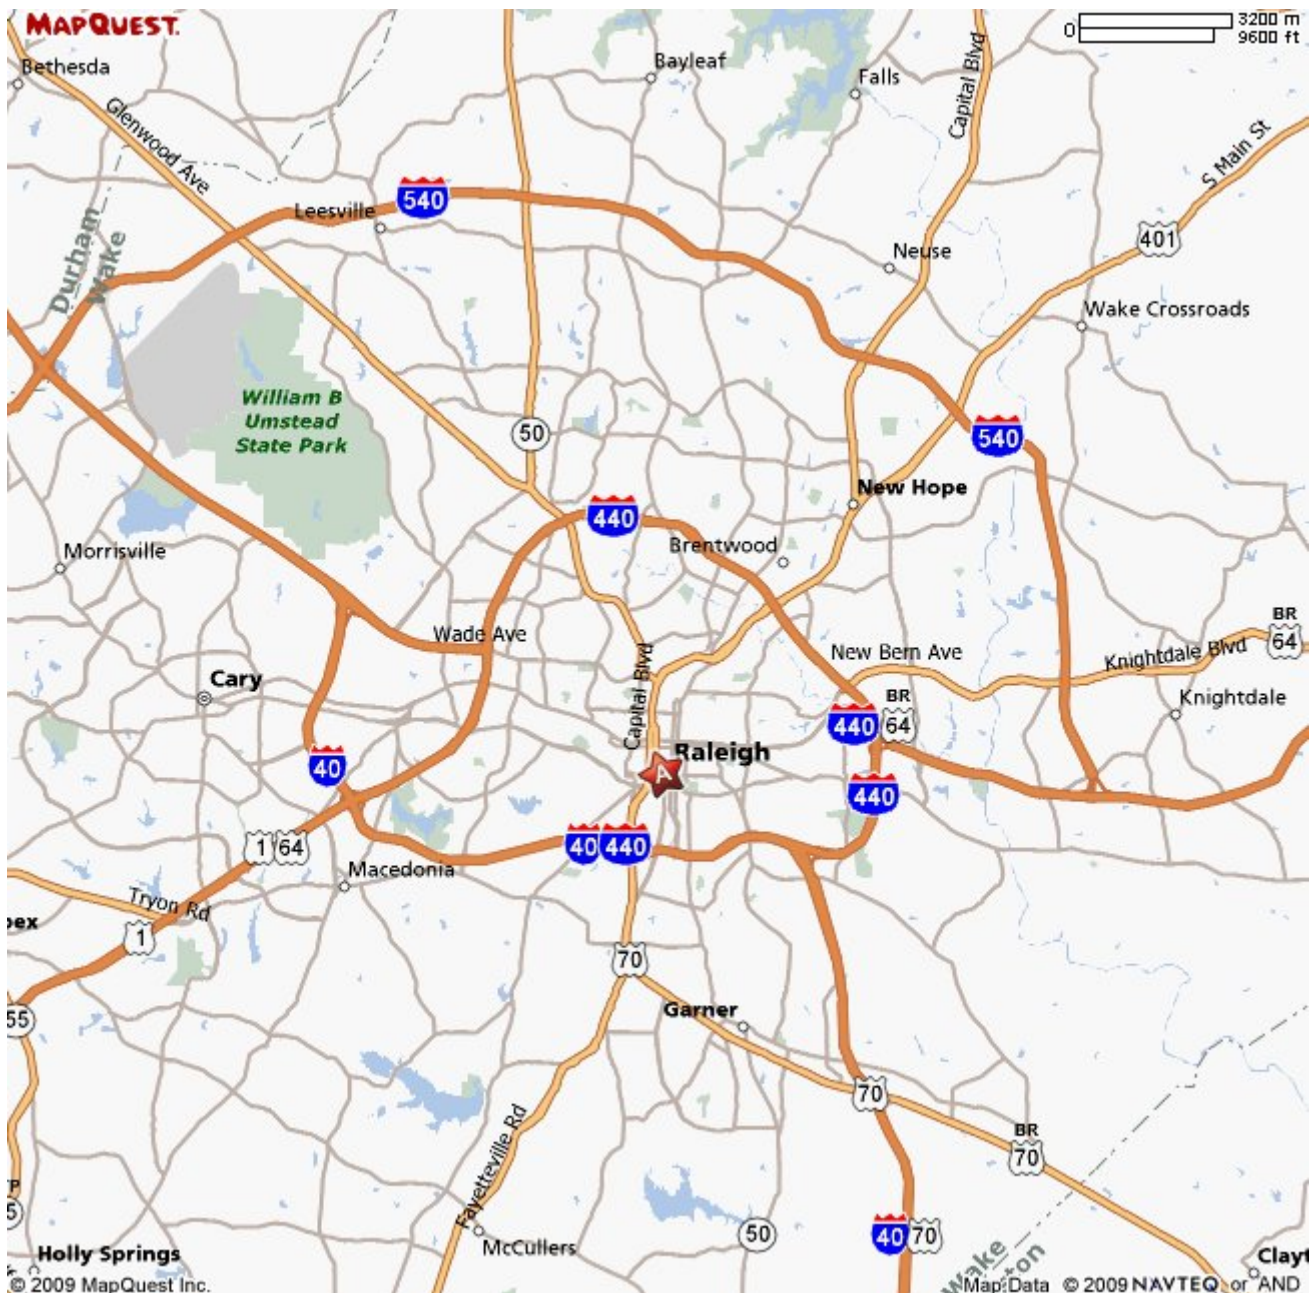 MAPQUEST.
0
3200 m
9600 ft
Bethesda
Bayleaf
Falls
Capital Blvd
Glenwood Ave
S Main St
540
Leesville
Durham
Wake
401
Neuse
Wake Crossroads
William B
Umstead
State Park
50
540
New Hope
440
Brentwood
Morrisville
Wade Ave
BR
64
New Bern Ave
Knightdale Blvd
Cary
Capital Blvd
BR
64
Knightdale
440
Raleigh
A
40
440
1
64
40
440
Macedonia
Tryon Rd
1
70
Garner
70
BR
70
Fayetteville Rd
50
40
70
McCullers
Holly Springs
Wake
© 2009 MapQuest Inc.
Map Data © 2009 NAVTEQ or AND